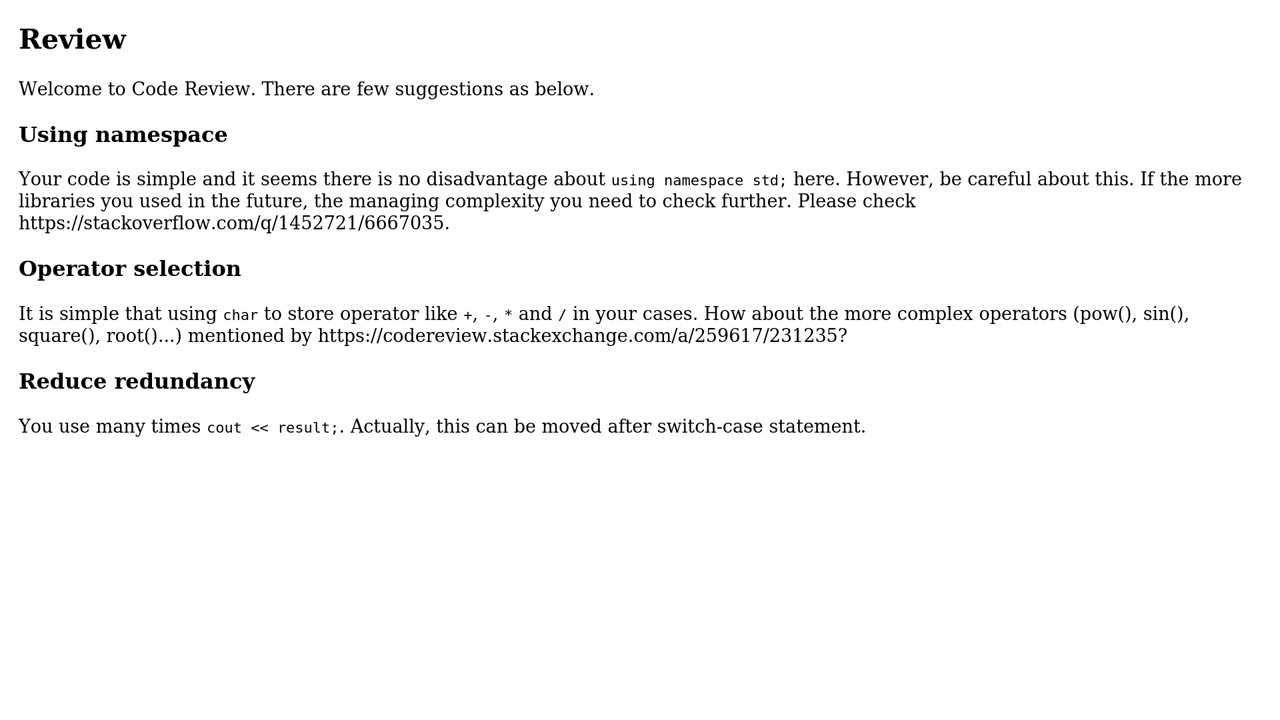 Review
Welcome to Code Review. There are few suggestions as below.
Using namespace
Your code is simple and it seems there is no disadvantage about using namespace std; here. However, be careful about this. If the more
libraries you used in the future, the managing complexity you need to check further. Please check
https://stackoverflow.com/q/1452721/6667035.
Operator selection
It is simple that using char to store operator like +, -, * and / in your cases. How about the more complex operators (pow(), sin(),
square(), root()...) mentioned by https://codereview.stackexchange.com/a/259617/231235?
Reduce redundancy
You use many times cout << result;. Actually, this can be moved after switch-case statement.